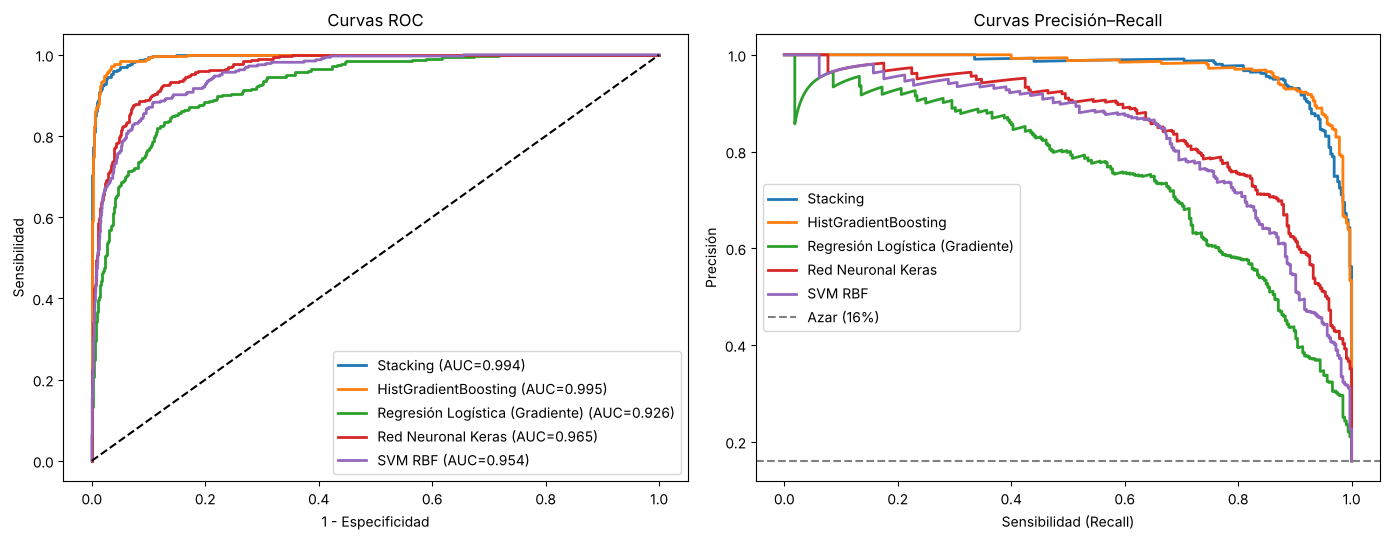 Curvas ROC
Sensibilidad
1.0
0.8
0.6
0.4
0.2
0.0
Stacking (AUC=0.994)
HistGradientBoosting (AUC=0.995)
Regresión Logística (Gradiente) (AUC=0.926)
Red Neuronal Keras (AUC=0.965)
SVM RBF (AUC=0.954)
0.0 0.2 0.4 0.6 0.8 1.0
1 - Especificidad
Curvas Precisión–Recall
Precisión
1.0
0.8
0.6
0.4
0.2
Stacking
HistGradientBoosting
Regresión Logística (Gradiente)
Red Neuronal Keras
SVM RBF
Azar (16%)
0.0 0.2 0.4 0.6 0.8 1.0
Sensibilidad (Recall)